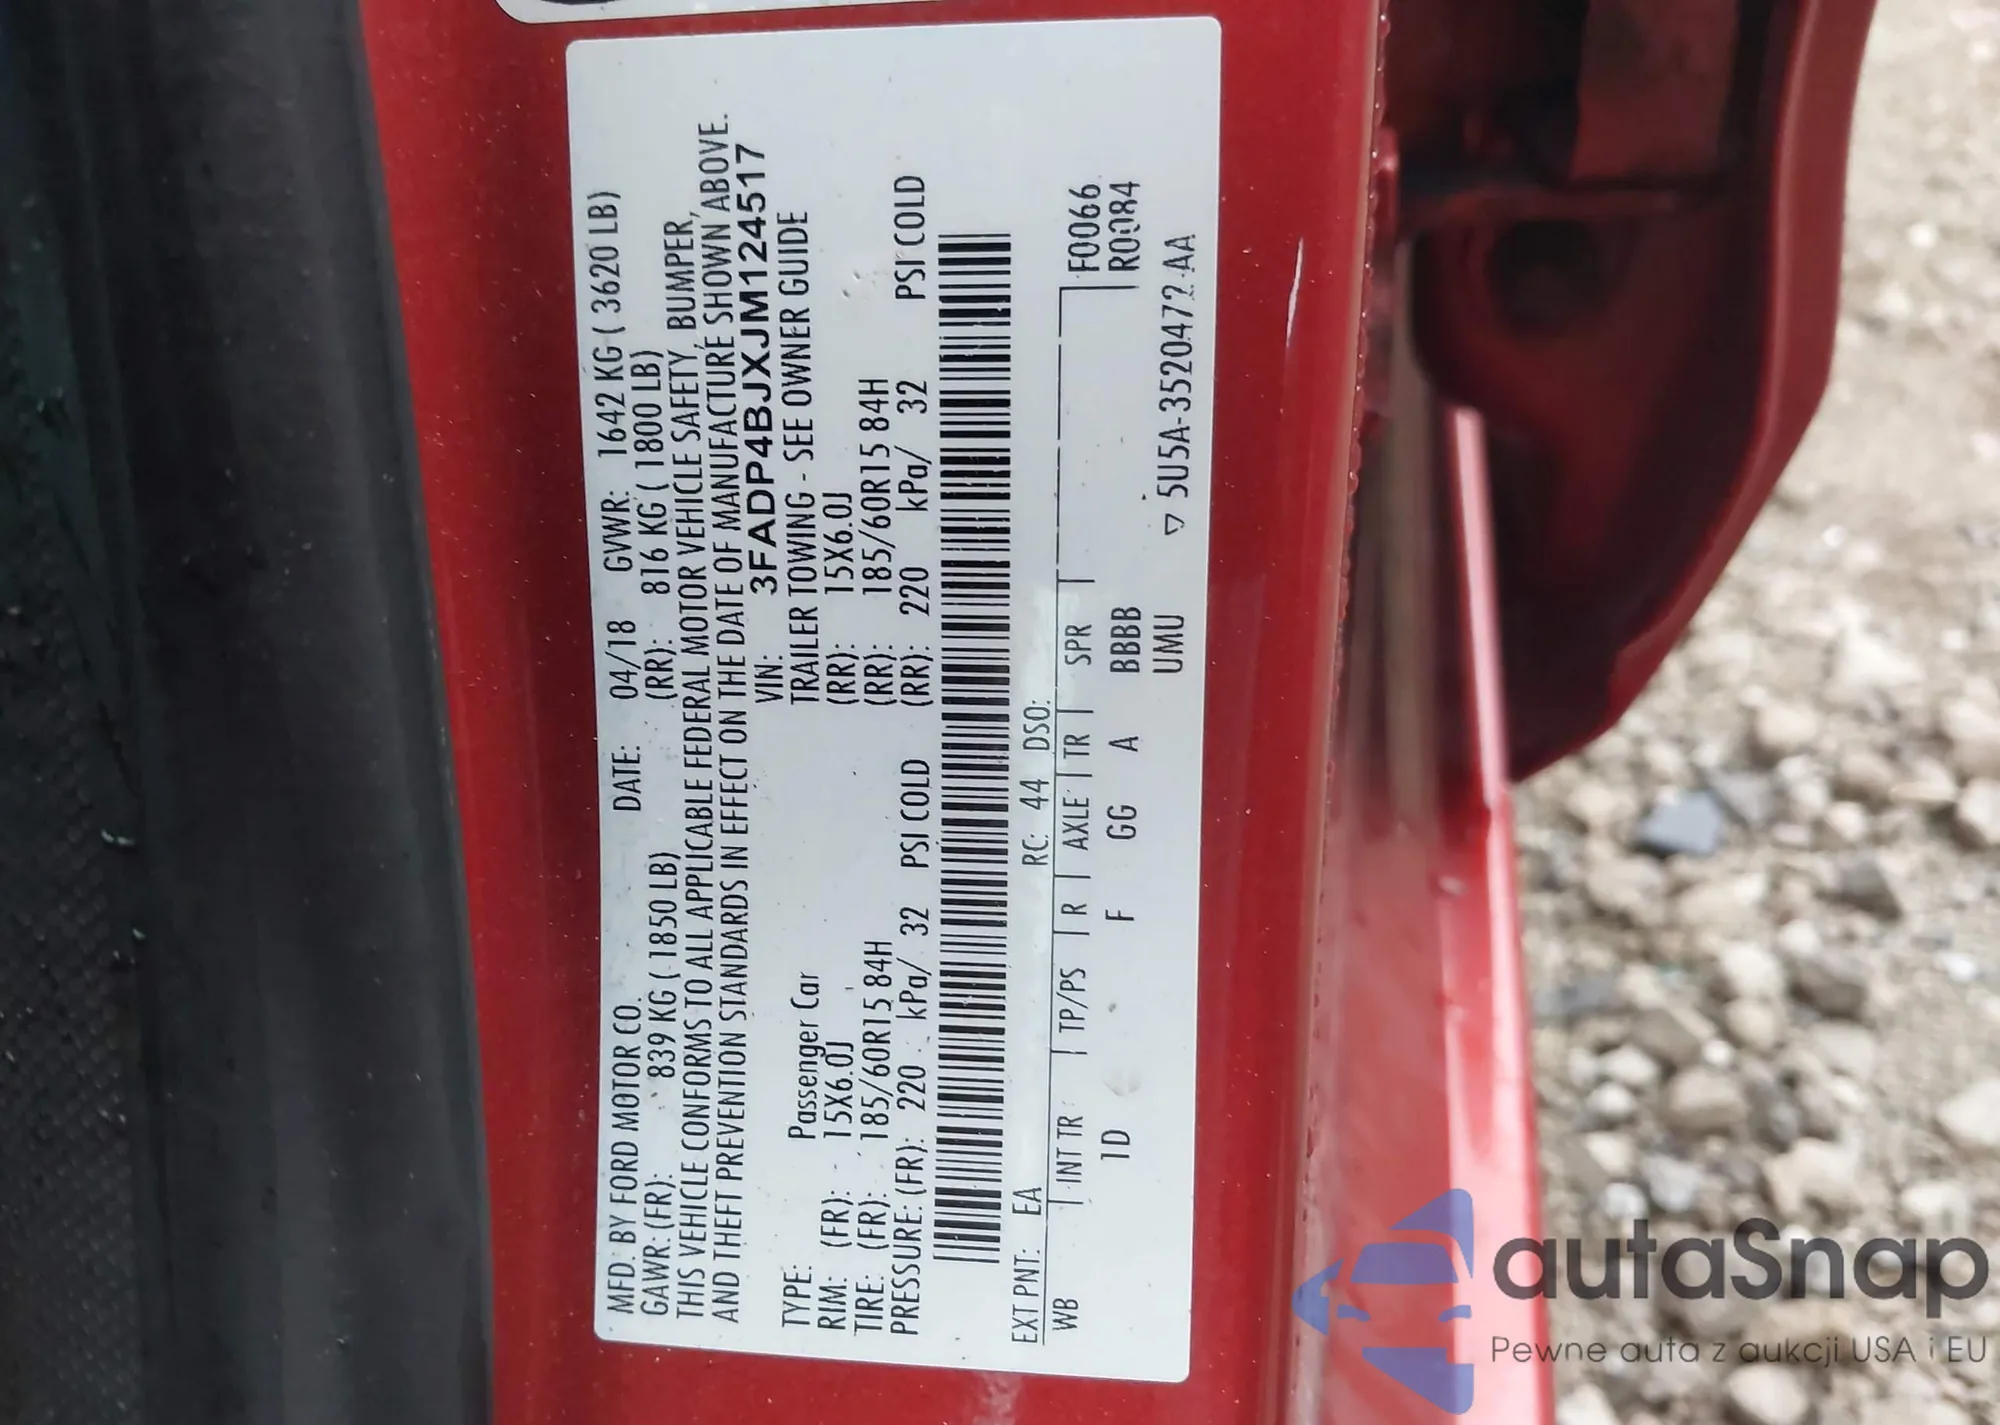 MFD. BY FORD MOTOR CO. DATE: 04/18 GVWR: 1642 KG ( 3620 LB)
GAWR: (FR): 839 KG ( 1850 LB) (RR): 816 KG ( 1800 LB)
THIS VEHICLE CONFORMS TO ALL APPLICABLE FEDERAL MOTOR VEHICLE SAFETY, BUMPER,
AND THEFT PREVENTION STANDARDS IN EFFECT ON THE DATE OF MANUFACTURE SHOWN ABOVE.
VIN: 3FADP4BJXJM124517
TYPE: Passenger Car TRAILER TOWING - SEE OWNER GUIDE
RIM: (FR): 15X6.0J (RR): 15X6.0J
TIRE: (FR): 185/60R15 84H (RR): 185/60R15 84H
PRESSURE: (FR): 220 kPa/ 32 PSI COLD (RR): 220 kPa/ 32 PSI COLD
EXT PNT: EA RC: 44 DSO:
WB INT TR TP/PS R AXLE TR SPR F0066
1D F GG A BBBB R0084
UMU
▽ 5U5A-3520472-AA
autaSnap
Pewne auta z aukcji USA i EU